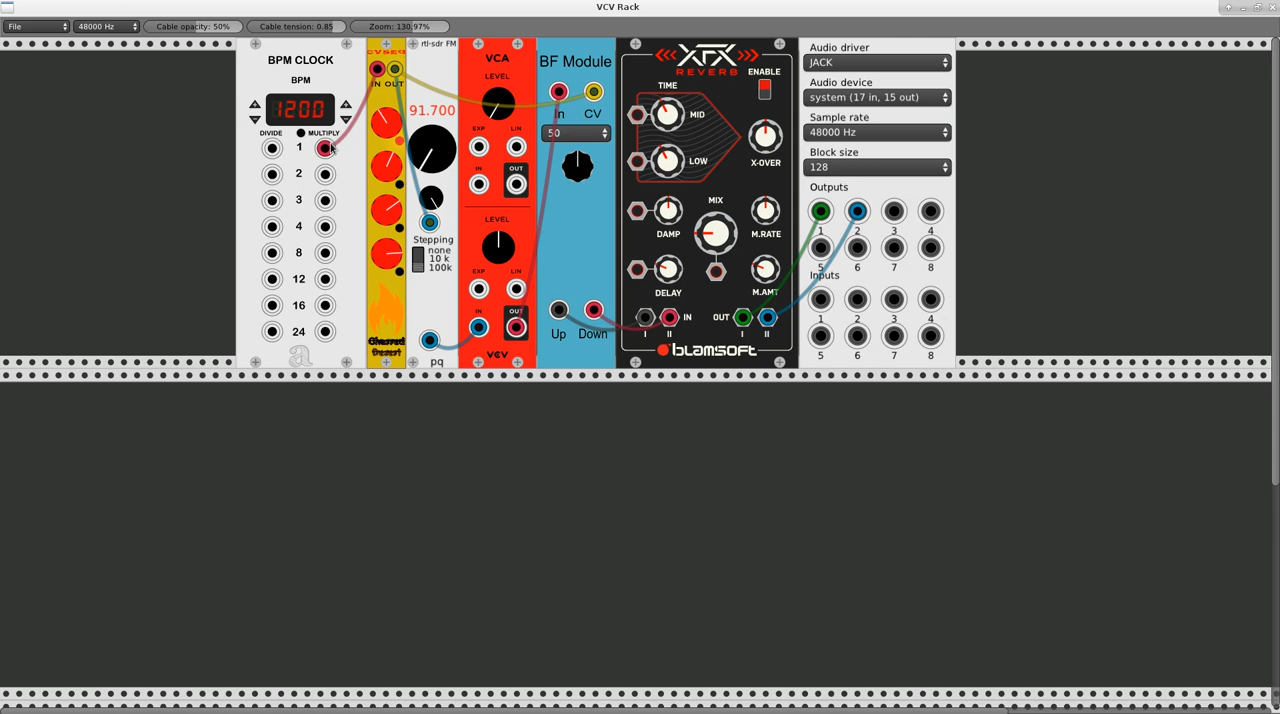 VCV Rack
File
48000 Hz
Cable opacity: 50%
Cable tension: 0.85
Zoom: 130.97%
BPM CLOCK
BPM
1200
DIVIDE
MULTIPLY
1
2
3
4
8
12
16
24
CVSEQ
IN OUT
rtl-sdr FM
91.700
Stepping
none
10 k
100k
pq
VCA
LEVEL
EXP
LIN
IN
OUT
LEVEL
EXP
LIN
IN
OUT
VCV
BF Module
In
CV
50
Up
Down
XFX
REVERB
ENABLE
TIME
MID
LOW
X-OVER
MIX
DAMP
M.RATE
DELAY
M.AMT
IN
OUT
I
II
I
II
blamsoft
Audio driver
JACK
Audio device
system (17 in, 15 out)
Sample rate
48000 Hz
Block size
128
Outputs
1 2 3 4
5 6 7 8
Inputs
1 2 3 4
5 6 7 8